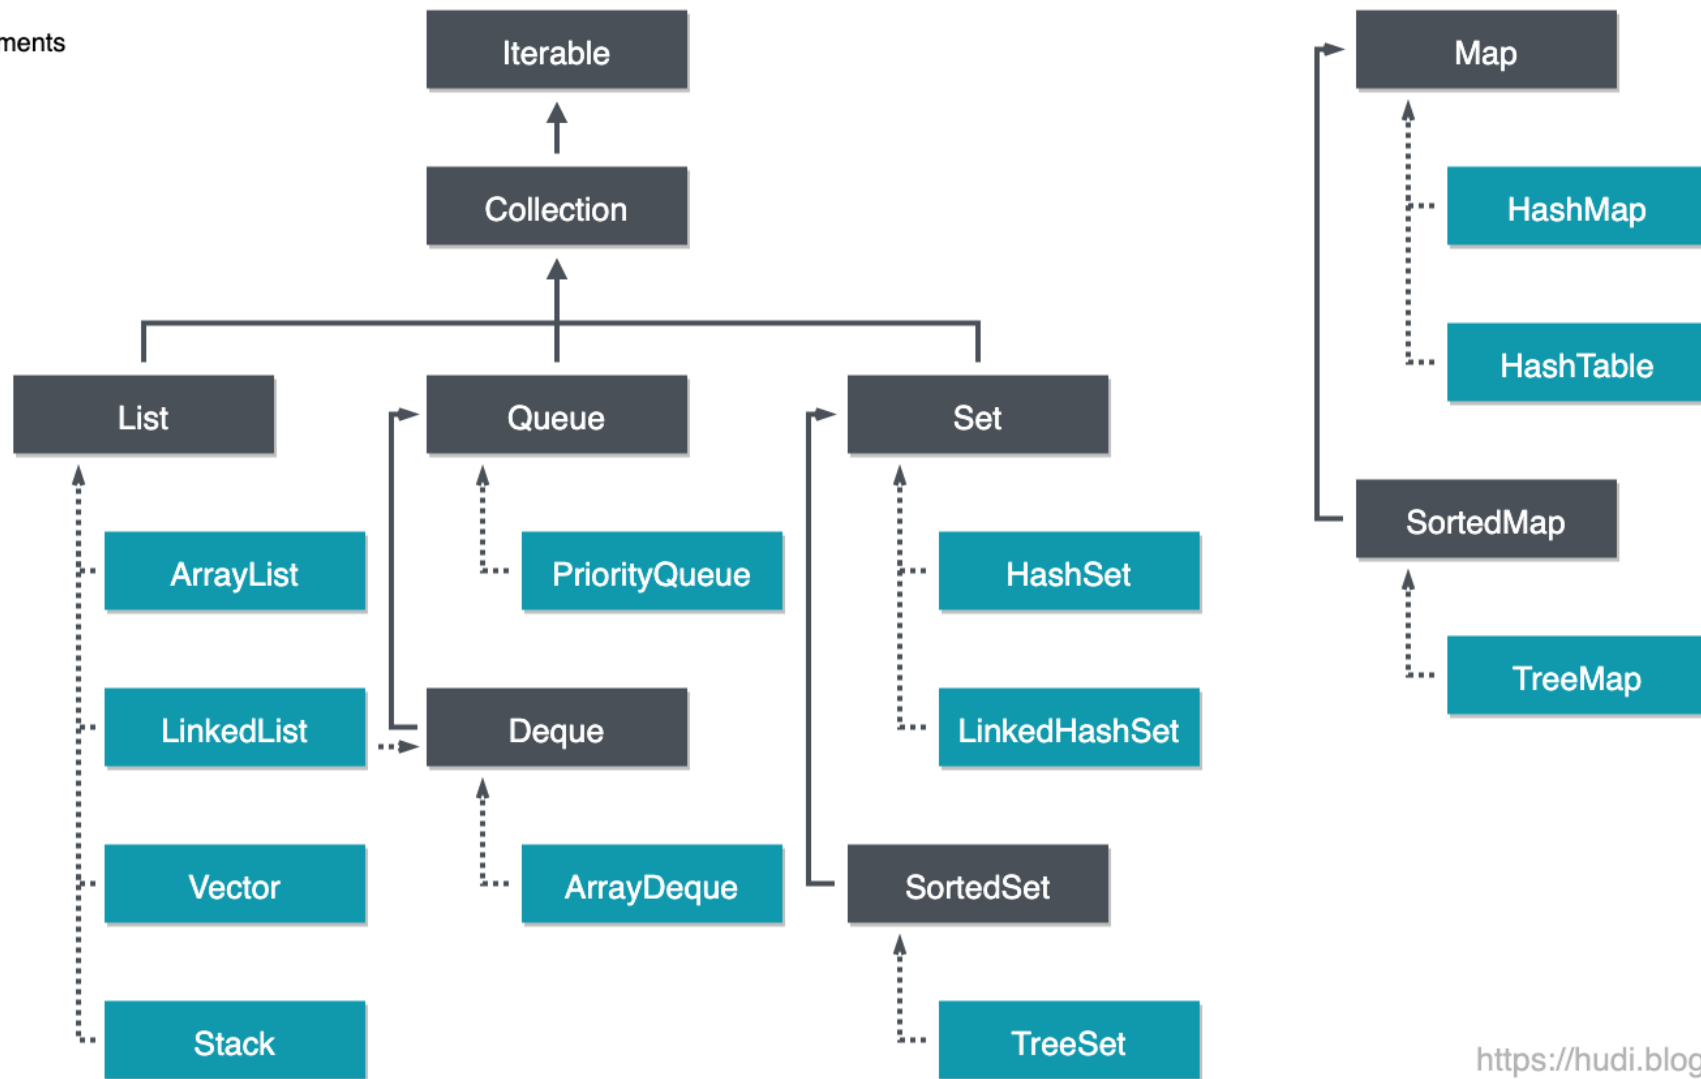 ments
Iterable
Map
Collection
HashMap
HashTable
List
Queue
Set
SortedMap
ArrayList
PriorityQueue
HashSet
TreeMap
LinkedList
Deque
LinkedHashSet
Vector
ArrayDeque
SortedSet
Stack
TreeSet
https://hudi.blog